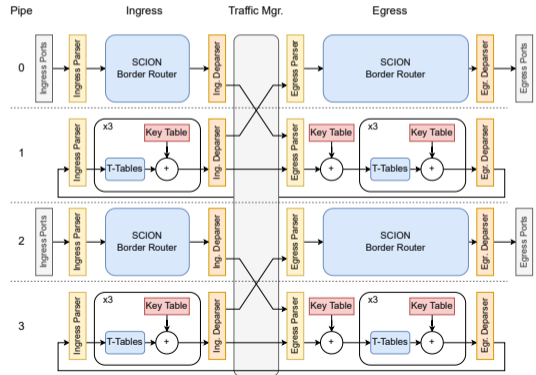 Pipe
Ingress
Traffic Mgr.
Egress
0
Ingress Ports
Ingress Parser
SCION
Border Router
Ing. Deparser
Egress Parser
SCION
Border Router
Egr. Deparser
Egress Ports
1
Ingress Parser
x3
Key Table
T-Tables
+
Ing. Deparser
Egress Parser
Key Table
+
x3
Key Table
T-Tables
+
Egr. Deparser
2
Ingress Ports
Ingress Parser
SCION
Border Router
Ing. Deparser
Egress Parser
SCION
Border Router
Egr. Deparser
Egress Ports
3
Ingress Parser
x3
Key Table
T-Tables
+
Ing. Deparser
Egress Parser
Key Table
+
x3
Key Table
T-Tables
+
Egr. Deparser